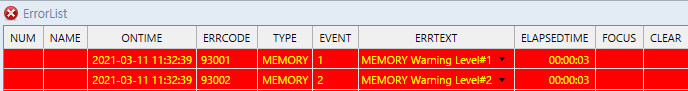 ErrorList
NUM NAME ONTIME ERRCODE TYPE EVENT ERRTEXT ELAPSEDTIME FOCUS CLEAR
2021-03-11 11:32:39 93001 MEMORY 1 MEMORY Warning Level#1 00:00:03
2021-03-11 11:32:39 93002 MEMORY 2 MEMORY Warning Level#2 00:00:03